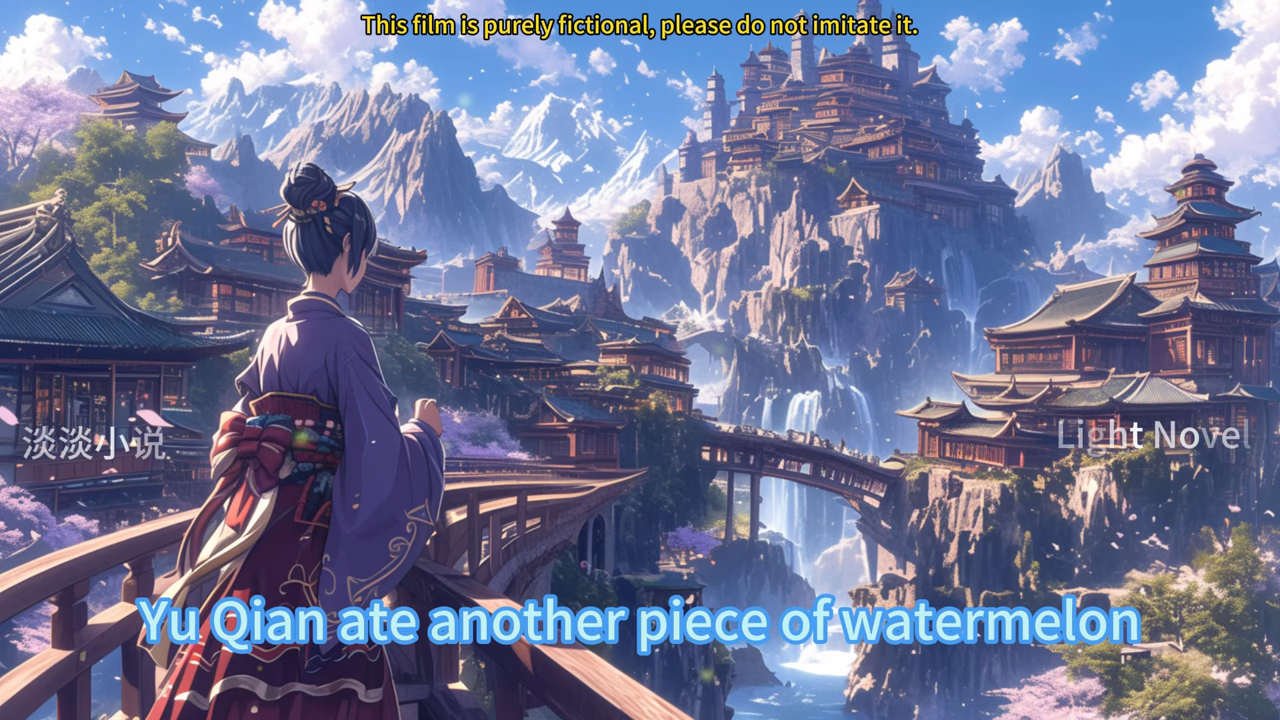 This film is purely fictional, please do not imitate it.
淡淡小说
Light Novel
Yu Qian ate another piece of watermelon